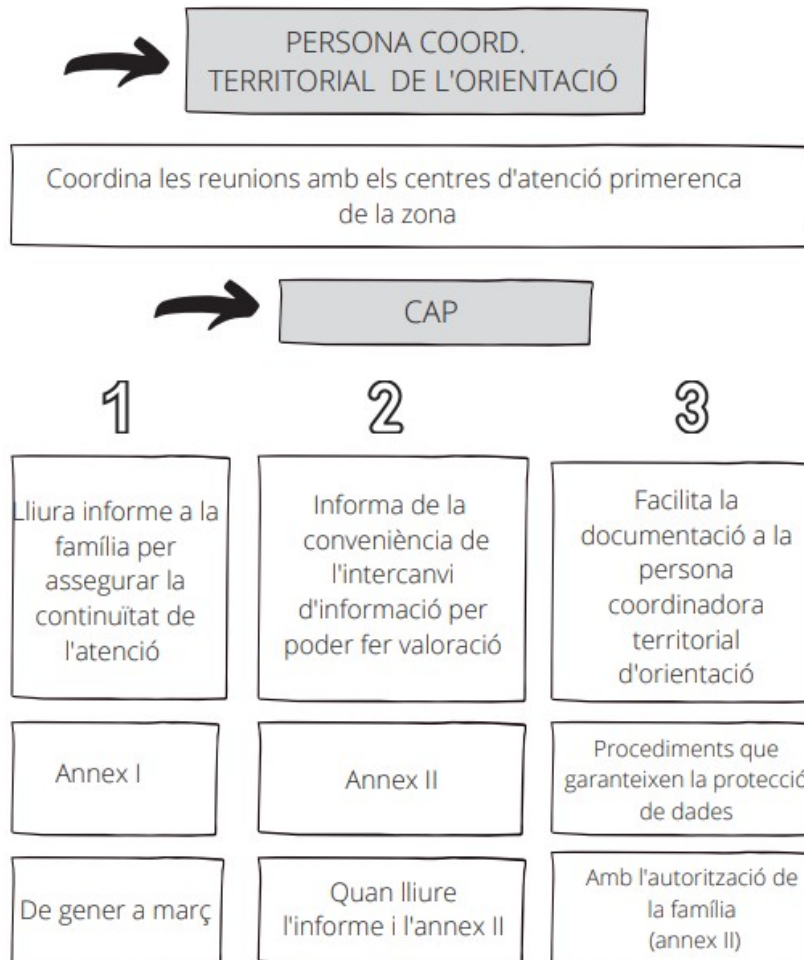 PERSONA COORD.
TERRITORIAL DE L'ORIENTACIÓ
Coordina les reunions amb els centres d'atenció primerenca
de la zona
CAP
1
2
3
Lliura informe a la
família per
assegurar la
continuïtat de
l'atenció
Informa de la
conveniència de
l'intercanvi
d'informació per
poder fer valoració
Facilita la
documentació a la
persona
coordinadora
territorial
d'orientació
Annex I
Annex II
Procediments que
garanteixen la protecció
de dades
De gener a març
Quan lliure
l'informe i l'annex II
Amb l'autorització de
la família
(annex II)